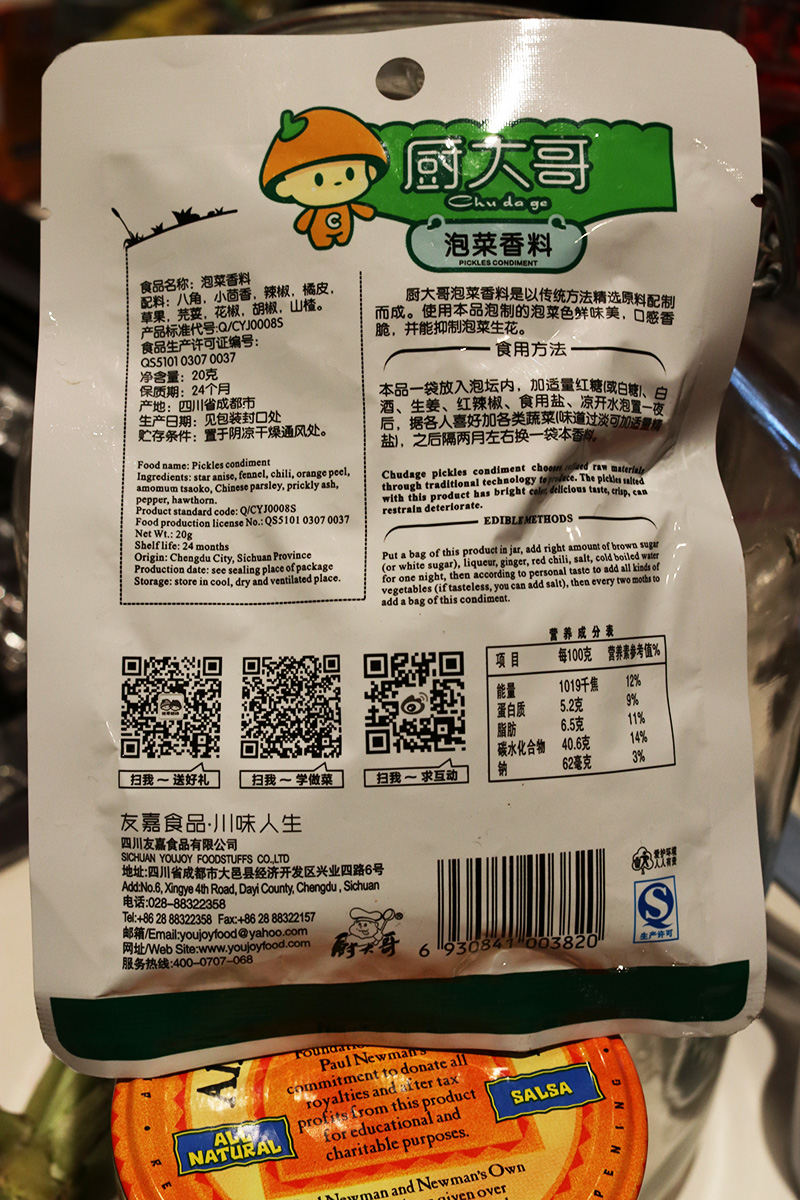 厨大哥
Chu da ge
泡菜香料
PICKLES CONDIMENT
C
食品名称：泡菜香料
配料：八角，小茴香，辣椒，橘皮，
草果，芫荽，花椒，胡椒，山楂。
产品标准代号:Q/CYJ0008S
食品生产许可证编号：
QS5101 0307 0037
净含量：20克
保质期：24个月
产地：四川省成都市
生产日期：见包装封口处
贮存条件：置于阴凉干燥通风处。
Food name: Pickles condiment
Ingredients: star anise, fennel, chili, orange peel,
amomum tsaoko, Chinese parsley, prickly ash,
pepper, hawthorn.
Product standard code: Q/CYJ0008S
Food production license No.: QS5101 0307 0037
Net Wt.: 20g
Shelf life: 24 months
Origin: Chengdu City, Sichuan Province
Production date: see sealing place of package
Storage: store in cool, dry and ventilated place.
厨大哥泡菜香料是以传统方法精选原料配制
而成。使用本品泡制的泡菜色鲜味美，口感香
脆，并能抑制泡菜生花。
食用方法
本品一袋放入泡坛内，加适量红糖(或白糖)、白
酒、生姜、红辣椒、食用盐、凉开水泡置一夜
后，据各人喜好加各类蔬菜(味道过淡可加适量精
盐)，之后隔两月左右换一袋本香料。
Chudage pickles condiment chooses refined raw materials
through traditional technology to produce. The pickles salted
with this product has bright color, delicious taste, crisp, can
restrain deteriorate.
EDIBLE METHODS
Put a bag of this product in jar, add right amount of brown sugar
(or white sugar), liqueur, ginger, red chili, salt, cold boiled water
for one night, then according to personal taste to add all kinds of
vegetables (if tasteless, you can add salt), then every two moths to
add a bag of this condiment.
营养成分表
项目 每100克 营养素参考值%
能量 1019千焦 12%
蛋白质 5.2克 9%
脂肪 6.5克 11%
碳水化合物 40.6克 14%
钠 62毫克 3%
扫我～送好礼
扫我～学做菜
扫我～求互动
友嘉食品·川味人生
四川友嘉食品有限公司
SICHUAN YOUJOY FOODSTUFFS CO.,LTD
地址:四川省成都市大邑县经济开发区兴业四路6号
Add:No.6, Xingye 4th Road, Dayi County, Chengdu , Sichuan
电话:028-88322358
Tel:+86 28 88322358 Fax:+86 28 88322157
邮箱/Email:youjoyfood@yahoo.com
网址/Web Site:www.youjoyfood.com
服务热线:400-0707-068
厨大哥®
6 930841 003820
爱护环境
人人有责
生产许可
Paul Newman's
commitment to donate all
royalties and after tax
profits from this product
for educational and
charitable purposes.
ALL
NATURAL
SALSA
Newman and Newman's Own
given over